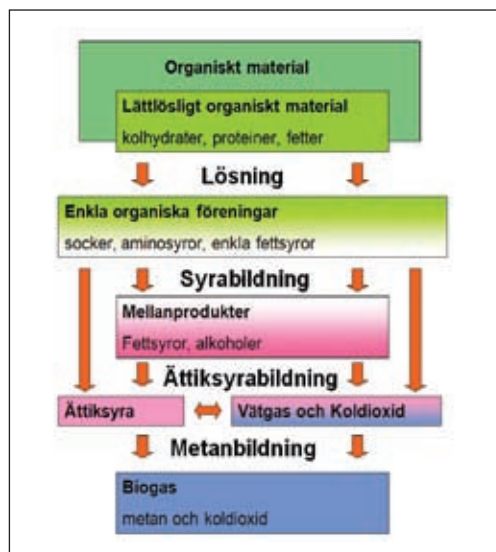 Organiskt material
Lättlösligt organiskt material
kolhydrater, proteiner, fetter
Lösning
Enkla organiska föreningar
socker, aminosyror, enkla fettsyror
Syrabildning
Mellanprodukter
Fettsyror, alkoholer
Ättiksyrabildning
Ättiksyra
Vätgas och Koldioxid
Metanbildning
Biogas
metan och koldioxid